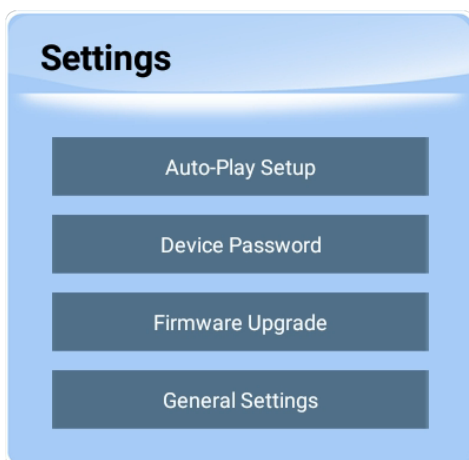 Settings
Auto-Play Setup
Device Password
Firmware Upgrade
General Settings